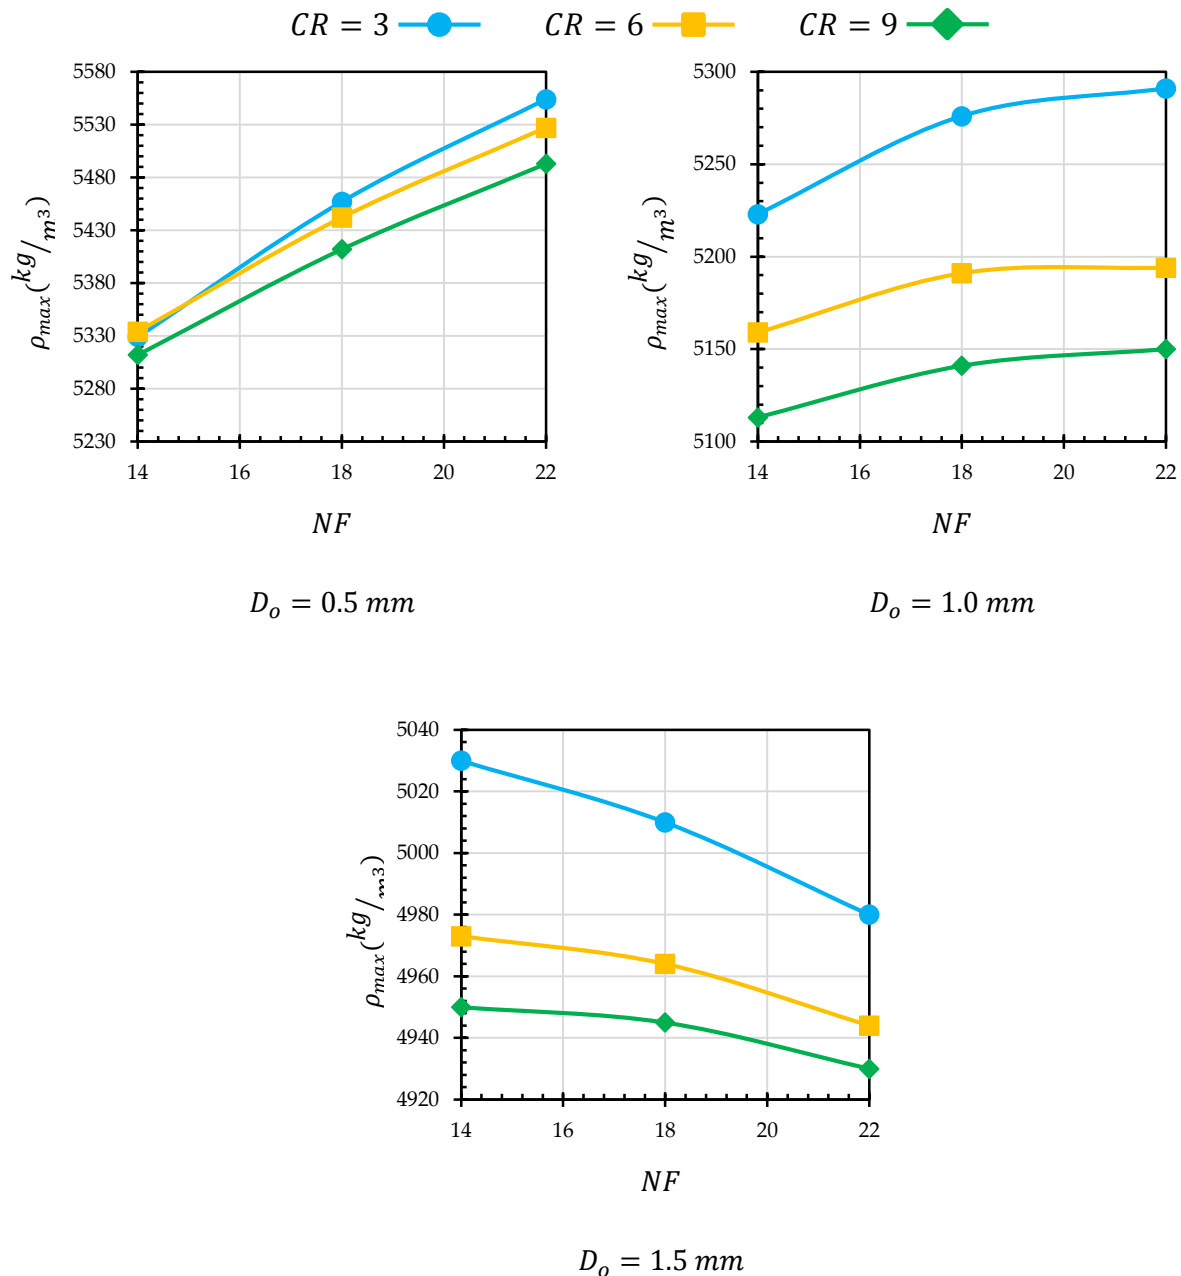 CR = 3 CR = 6 CR = 9
5580
5530
5480
5430
5380
5330
5280
5230
ρmax(kg/m³)
14 16 18 20 22
NF
Dₒ = 0.5 mm
5300
5250
5200
5150
5100
ρmax(kg/m³)
14 16 18 20 22
NF
Dₒ = 1.0 mm
5040
5020
5000
4980
4960
4940
4920
ρmax(kg/m³)
14 16 18 20 22
NF
Dₒ = 1.5 mm